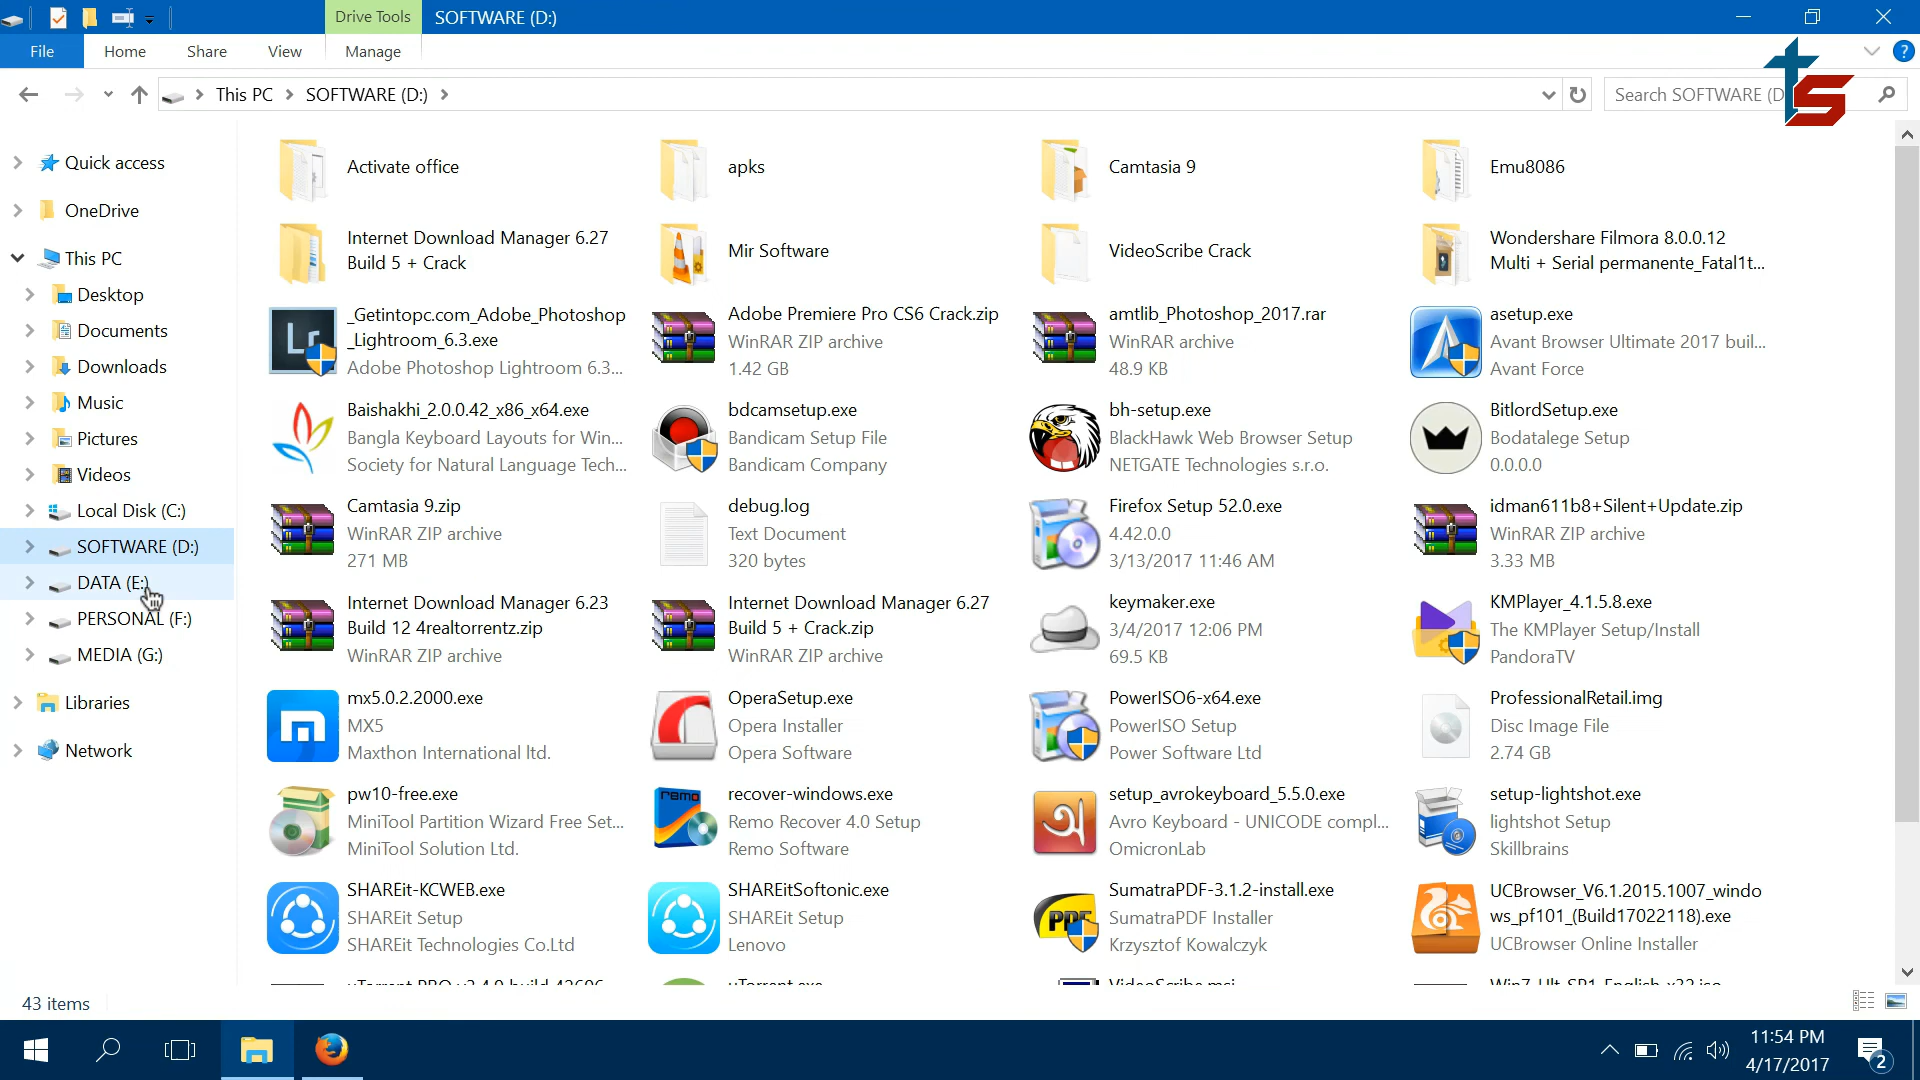 Drive Tools
SOFTWARE (D:)
File
Home
Share
View
Manage
?
This PC
SOFTWARE (D:)
Search SOFTWARE (D
ts
Quick access
OneDrive
This PC
Desktop
Documents
Downloads
Music
Pictures
Videos
Local Disk (C:)
SOFTWARE (D:)
DATA (E:)
PERSONAL (F:)
MEDIA (G:)
Libraries
Network
Activate office
apks
Camtasia 9
Emu8086
Internet Download Manager 6.27
Build 5 + Crack
Mir Software
VideoScribe Crack
Wondershare Filmora 8.0.0.12
Multi + Serial permanente_Fatal1t...
Lr
_Getintopc.com_Adobe_Photoshop
_Lightroom_6.3.exe
Adobe Photoshop Lightroom 6.3...
Adobe Premiere Pro CS6 Crack.zip
WinRAR ZIP archive
1.42 GB
amtlib_Photoshop_2017.rar
WinRAR archive
48.9 KB
asetup.exe
Avant Browser Ultimate 2017 buil...
Avant Force
Baishakhi_2.0.0.42_x86_x64.exe
Bangla Keyboard Layouts for Win...
Society for Natural Language Tech...
bdcamsetup.exe
Bandicam Setup File
Bandicam Company
bh-setup.exe
BlackHawk Web Browser Setup
NETGATE Technologies s.r.o.
BitlordSetup.exe
Bodatalege Setup
0.0.0.0
Camtasia 9.zip
WinRAR ZIP archive
271 MB
debug.log
Text Document
320 bytes
Firefox Setup 52.0.exe
4.42.0.0
3/13/2017 11:46 AM
idman611b8+Silent+Update.zip
WinRAR ZIP archive
3.33 MB
Internet Download Manager 6.23
Build 12 4realtorrentz.zip
WinRAR ZIP archive
Internet Download Manager 6.27
Build 5 + Crack.zip
WinRAR ZIP archive
keymaker.exe
3/4/2017 12:06 PM
69.5 KB
KMPlayer_4.1.5.8.exe
The KMPlayer Setup/Install
PandoraTV
mx5.0.2.2000.exe
MX5
Maxthon International ltd.
OperaSetup.exe
Opera Installer
Opera Software
PowerISO6-x64.exe
PowerISO Setup
Power Software Ltd
ProfessionalRetail.img
Disc Image File
2.74 GB
pw10-free.exe
MiniTool Partition Wizard Free Set...
MiniTool Solution Ltd.
remo
recover-windows.exe
Remo Recover 4.0 Setup
Remo Software
অ
setup_avrokeyboard_5.5.0.exe
Avro Keyboard - UNICODE compl...
OmicronLab
setup-lightshot.exe
lightshot Setup
Skillbrains
SHAREit-KCWEB.exe
SHAREit Setup
SHAREit Technologies Co.Ltd
SHAREitSoftonic.exe
SHAREit Setup
Lenovo
PDF
SumatraPDF-3.1.2-install.exe
SumatraPDF Installer
Krzysztof Kowalczyk
UCBrowser_V6.1.2015.1007_windo
ws_pf101_(Build17022118).exe
UCBrowser Online Installer
uTorrent.exe
VideoScribe.msi
43 items
11:54 PM
4/17/2017
2